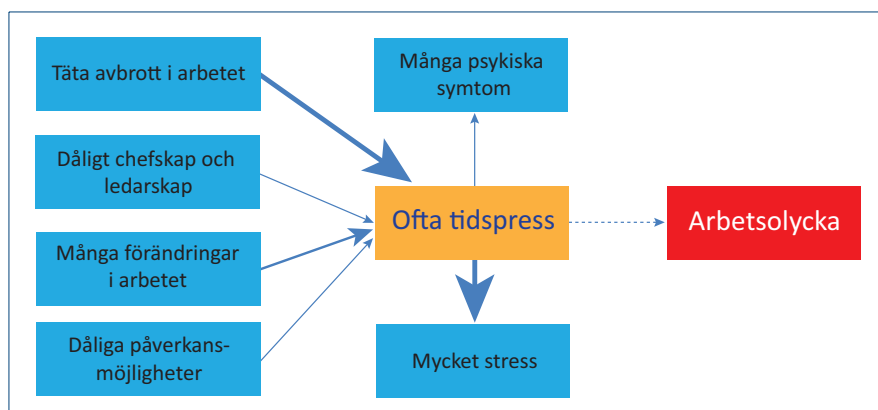 Täta avbrott i arbetet
Många psykiska
symtom
Dåligt chefskap och
ledarskap
Ofta tidspress
Arbetsolycka
Många förändringar
i arbetet
Dåliga påverkans-
möjligheter
Mycket stress